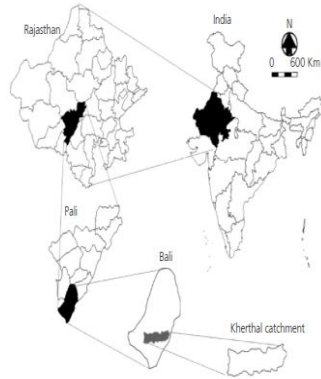 Rajasthan
India
N
0 600 Km
Pali
Bali
Kherthal catchment